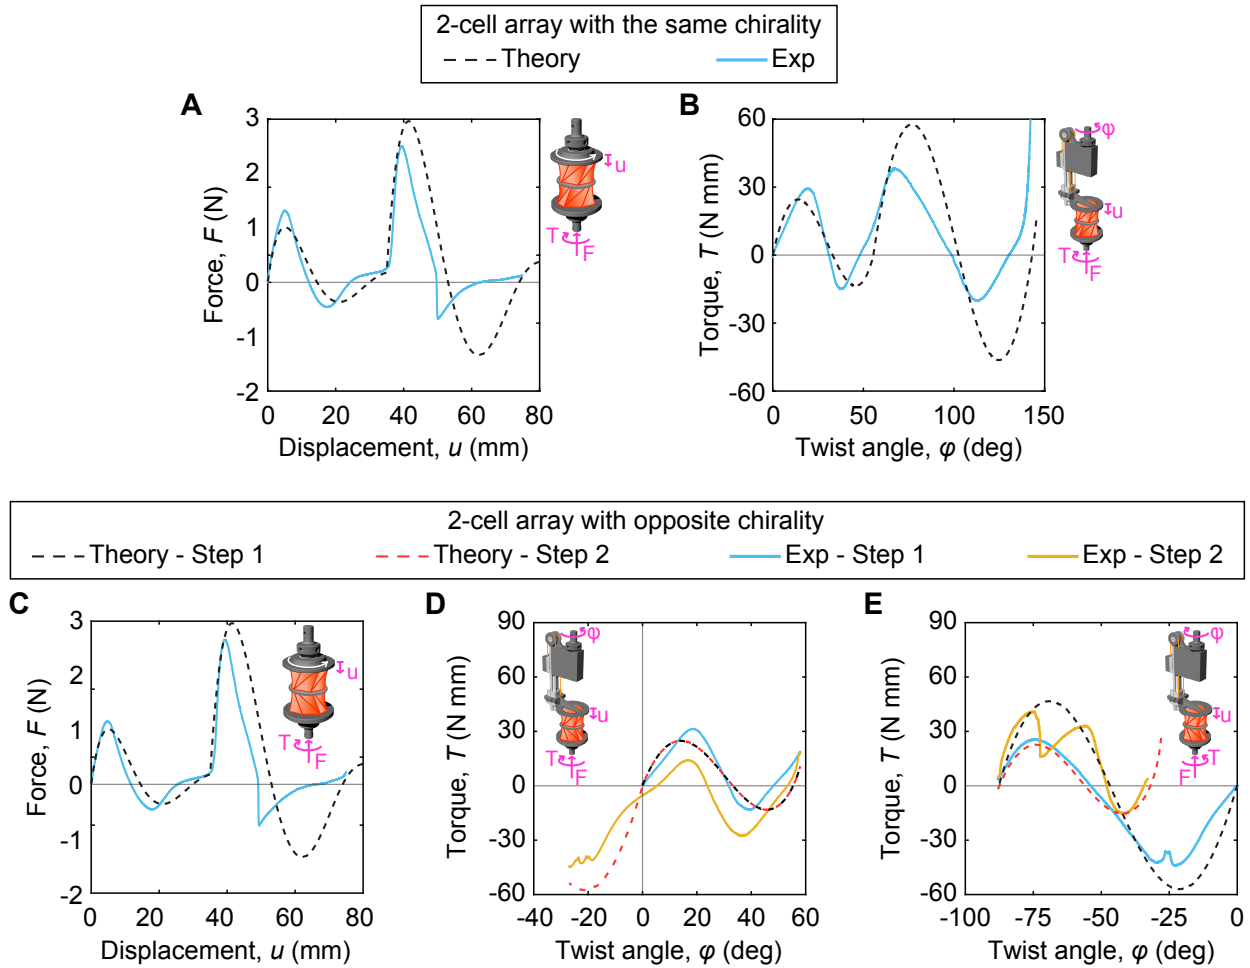 2-cell array with the same chirality
Theory
Exp
A
Force, F (N)
3
2
1
0
-1
-2
0
20
40
60
80
Displacement, u (mm)
u
T
F
B
Torque, T (N mm)
60
30
0
-30
-60
0
50
100
150
Twist angle, φ (deg)
φ
u
T
F
2-cell array with opposite chirality
Theory - Step 1
Theory - Step 2
Exp - Step 1
Exp - Step 2
C
Force, F (N)
3
2
1
0
-1
-2
0
20
40
60
80
Displacement, u (mm)
u
T
F
D
Torque, T (N mm)
90
60
30
0
-30
-60
-40
-20
0
20
40
60
Twist angle, φ (deg)
φ
u
T
F
E
Torque, T (N mm)
90
60
30
0
-30
-60
-100
-75
-50
-25
0
Twist angle, φ (deg)
φ
u
F
T